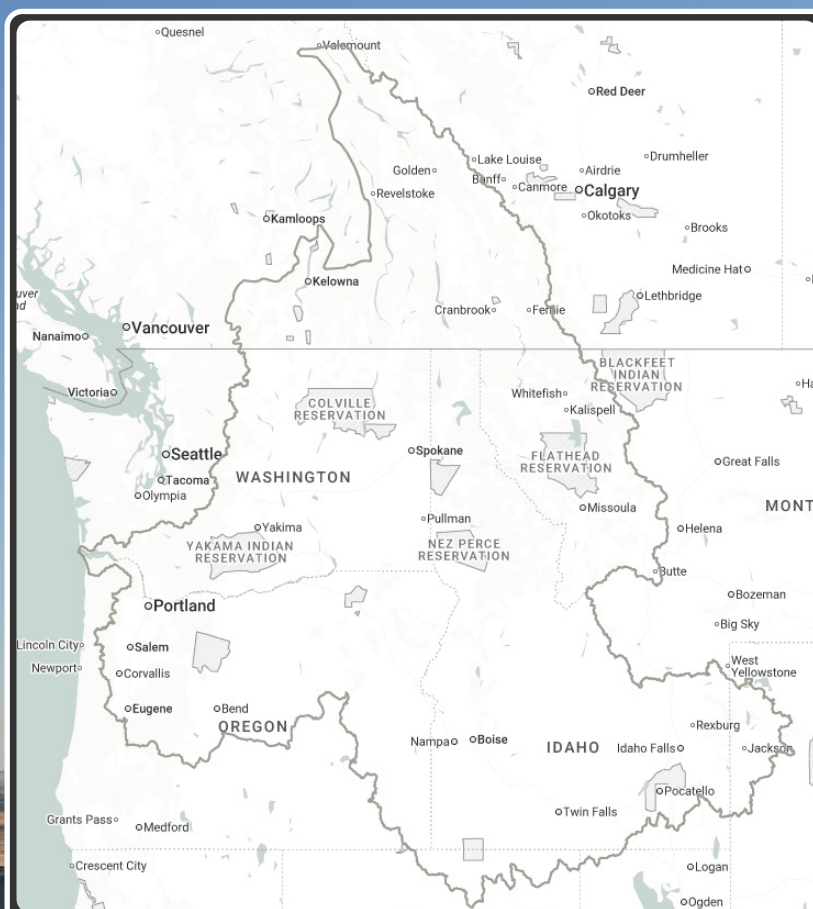 Quesnel
Valemount
Red Deer
Lake Louise
Drumheller
Golden
Banff
Airdrie
Canmore
Calgary
Revelstoke
Okotoks
Kamloops
Brooks
Medicine Hat
Kelowna
Lethbridge
Cranbrook
Fernie
Vancouver
Nanaimo
BLACKFEET
INDIAN
RESERVATION
Whitefish
Victoria
COLVILLE
RESERVATION
Kalispell
Seattle
Spokane
FLATHEAD
RESERVATION
Great Falls
Tacoma
WASHINGTON
Olympia
MONT
Missoula
Pullman
Yakima
Helena
YAKAMA INDIAN
RESERVATION
NEZ PERCE
RESERVATION
Butte
Portland
Bozeman
Big Sky
Lincoln City
Salem
Newport
West
Yellowstone
Corvallis
Eugene
Bend
OREGON
Rexburg
Nampa
Boise
IDAHO
Idaho Falls
Jackson
Pocatello
Grants Pass
Medford
Twin Falls
Crescent City
Logan
Ogden